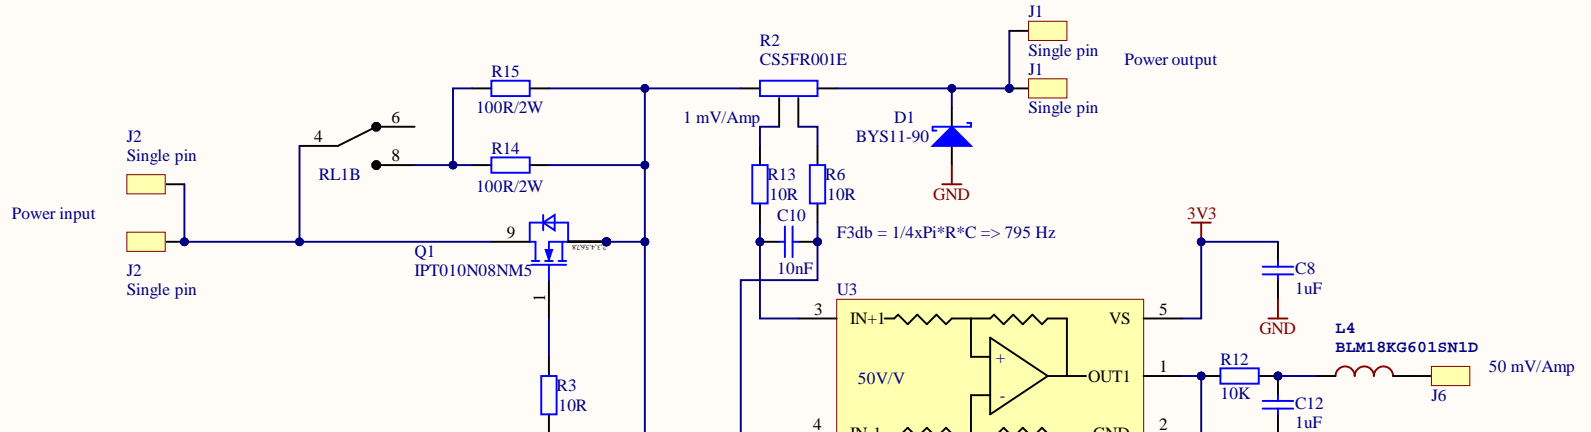 J1
Single pin
J1
Single pin
Power output
R2
CS5FR001E
1 mV/Amp
R15
100R/2W
R14
100R/2W
4
6
8
RL1B
J2
Single pin
Power input
J2
Single pin
D1
BYS11-90
GND
R13
10R
R6
10R
C10
10nF
F3db = 1/4xPi*R*C => 795 Hz
9
Q1
IPT010N08NM5
1
R3
10R
3V3
C8
1uF
GND
U3
3
IN+1
VS
5
50V/V
+
-
OUT1
1
4
IN-1
GND
2
R12
10K
C12
1uF
L4
BLM18KG601SN1D
50 mV/Amp
J6